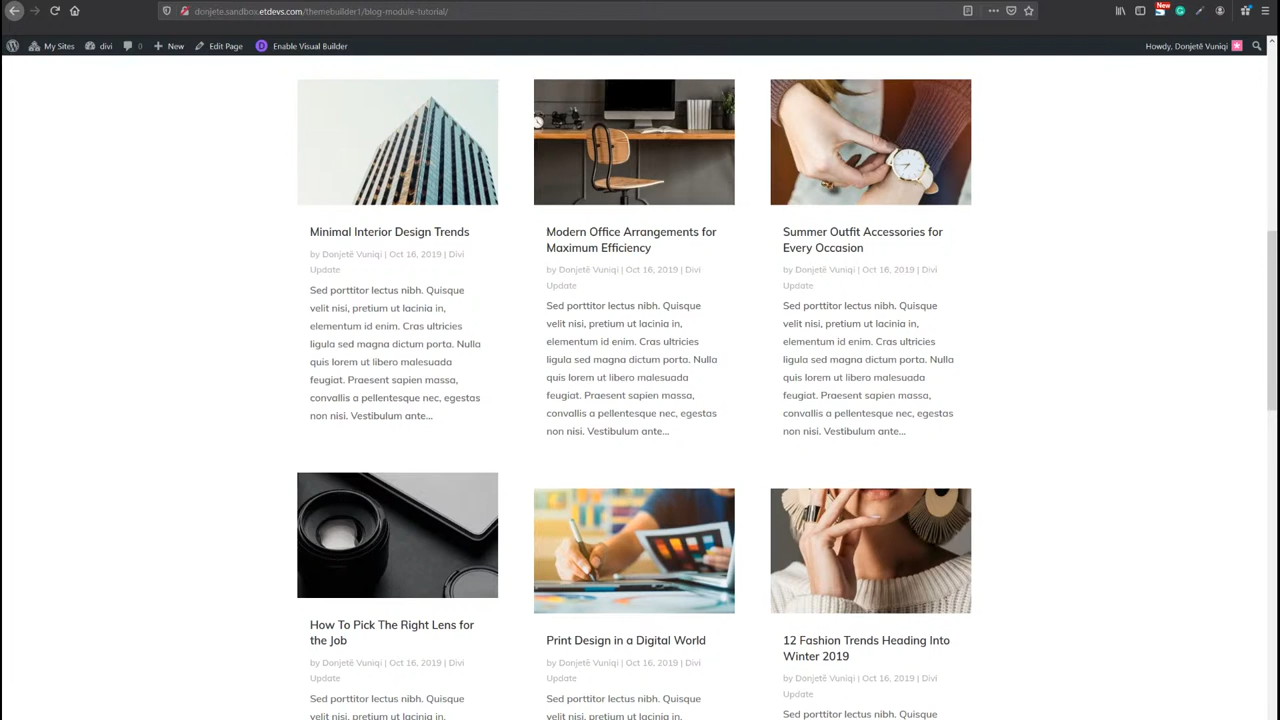 donjete.sandbox.etdevs.com/themebuilder1/blog-module-tutorial/
New
My Sites
divi
0
New
Edit Page
D
Enable Visual Builder
Howdy, Donjetë Vuniqi
Minimal Interior Design Trends
by Donjetë Vuniqi | Oct 16, 2019 | Divi
Update
Sed porttitor lectus nibh. Quisque
velit nisi, pretium ut lacinia in,
elementum id enim. Cras ultricies
ligula sed magna dictum porta. Nulla
quis lorem ut libero malesuada
feugiat. Praesent sapien massa,
convallis a pellentesque nec, egestas
non nisi. Vestibulum ante...
Modern Office Arrangements for
Maximum Efficiency
by Donjetë Vuniqi | Oct 16, 2019 | Divi
Update
Sed porttitor lectus nibh. Quisque
velit nisi, pretium ut lacinia in,
elementum id enim. Cras ultricies
ligula sed magna dictum porta. Nulla
quis lorem ut libero malesuada
feugiat. Praesent sapien massa,
convallis a pellentesque nec, egestas
non nisi. Vestibulum ante...
Summer Outfit Accessories for
Every Occasion
by Donjetë Vuniqi | Oct 16, 2019 | Divi
Update
Sed porttitor lectus nibh. Quisque
velit nisi, pretium ut lacinia in,
elementum id enim. Cras ultricies
ligula sed magna dictum porta. Nulla
quis lorem ut libero malesuada
feugiat. Praesent sapien massa,
convallis a pellentesque nec, egestas
non nisi. Vestibulum ante...
How To Pick The Right Lens for
the Job
by Donjetë Vuniqi | Oct 16, 2019 | Divi
Update
Sed porttitor lectus nibh. Quisque
velit nisi, pretium ut lacinia in,
Print Design in a Digital World
by Donjetë Vuniqi | Oct 16, 2019 | Divi
Update
Sed porttitor lectus nibh. Quisque
velit nisi, pretium ut lacinia in,
12 Fashion Trends Heading Into
Winter 2019
by Donjetë Vuniqi | Oct 16, 2019 | Divi
Update
Sed porttitor lectus nibh. Quisque